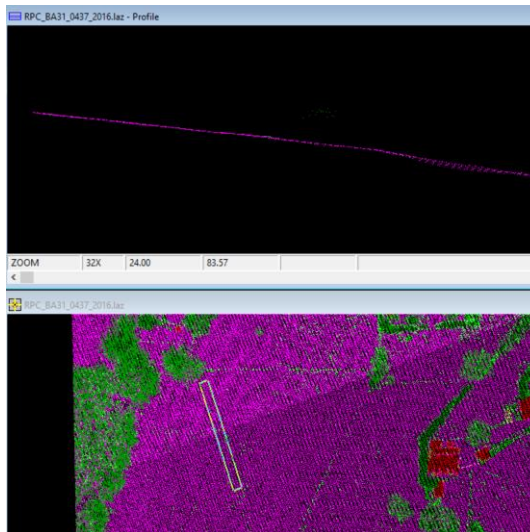 RPC_BA31_0437_2016.laz - Profile
ZOOM 32X 24.00 83.57
RPC_BA31_0437_2016.laz